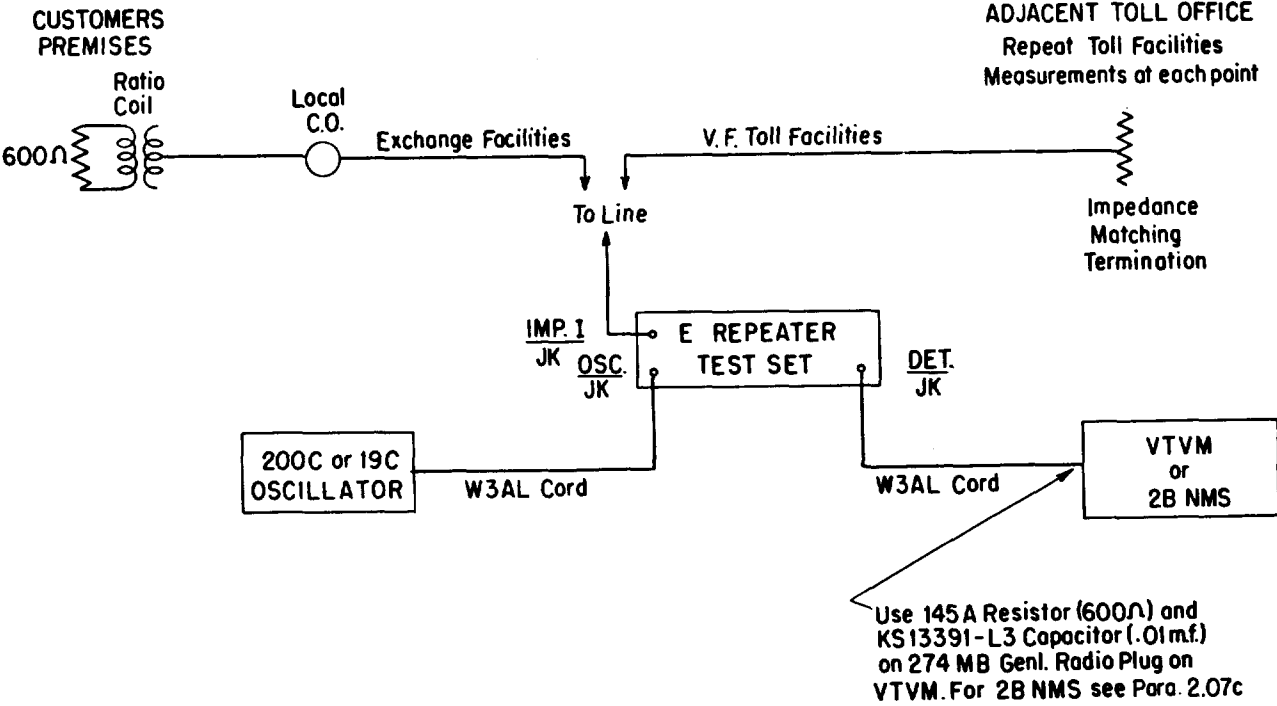 CUSTOMERS
PREMISES
Ratio
Coil
600Ω
Local
C.O.
Exchange Facilities
V.F. Toll Facilities
ADJACENT TOLL OFFICE
Repeat Toll Facilities
Measurements at each point
To Line
Impedance
Matching
Termination
IMP. I
JK
OSC.
JK
E REPEATER
TEST SET
DET.
JK
200C or 19C
OSCILLATOR
W3AL Cord
W3AL Cord
VTVM
or
2B NMS
Use 145A Resistor (600Ω) and
KS13391-L3 Capacitor (.01mf.)
on 274 MB Genl. Radio Plug on
VTVM. For 2B NMS see Para. 2.07c